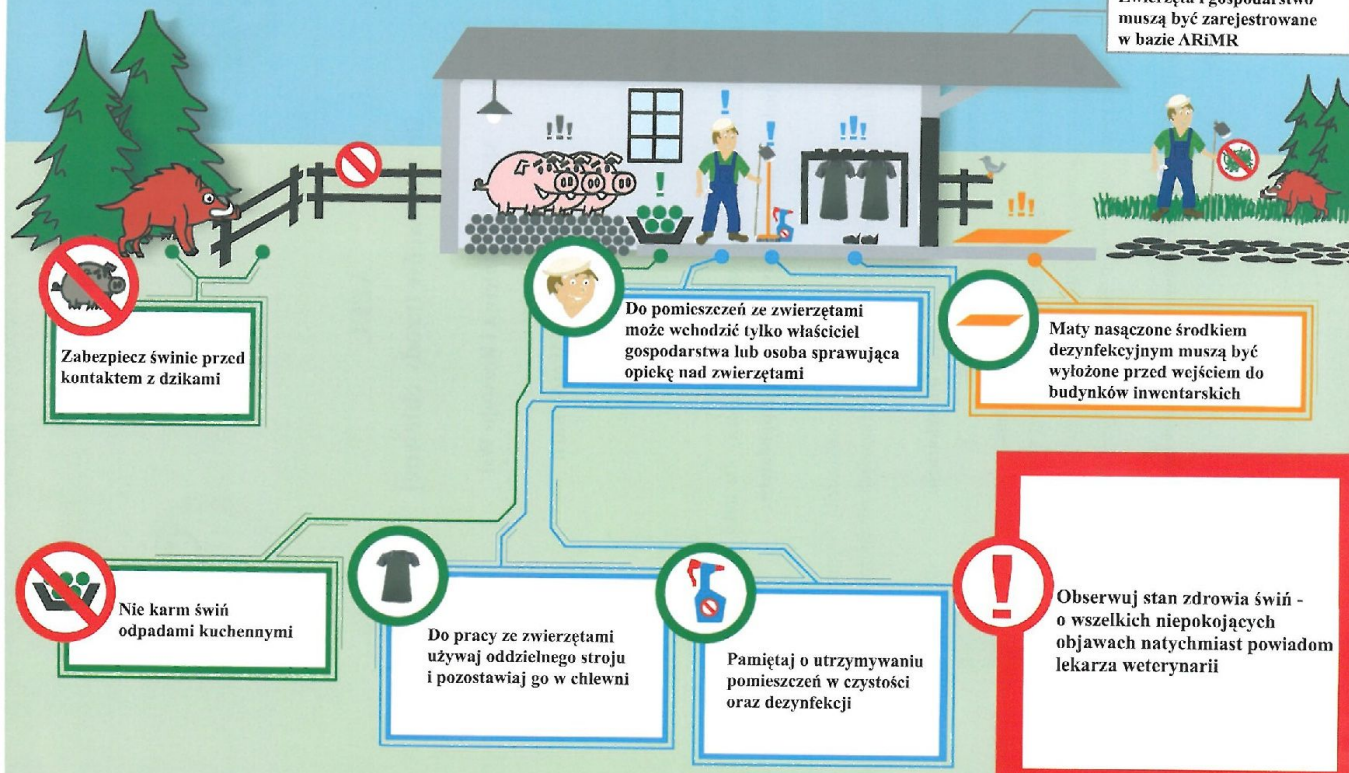 Zwierzęta i gospodarstwo
muszą być zarejestrowane
w bazie ARiMR
Zabezpiecz świnie przed
kontaktem z dzikami
Do pomieszczeń ze zwierzętami
może wchodzić tylko właściciel
gospodarstwa lub osoba sprawująca
opiekę nad zwierzętami
Maty nasączone środkiem
dezynfekcyjnym muszą być
wyłożone przed wejściem do
budynków inwentarskich
Nie karm świń
odpadami kuchennymi
Do pracy ze zwierzętami
używaj oddzielnego stroju
i pozostawiaj go w chlewni
Pamiętaj o utrzymywaniu
pomieszczeń w czystości
oraz dezynfekcji
Obserwuj stan zdrowia świń -
o wszelkich niepokojących
objawach natychmiast powiadom
lekarza weterynarii